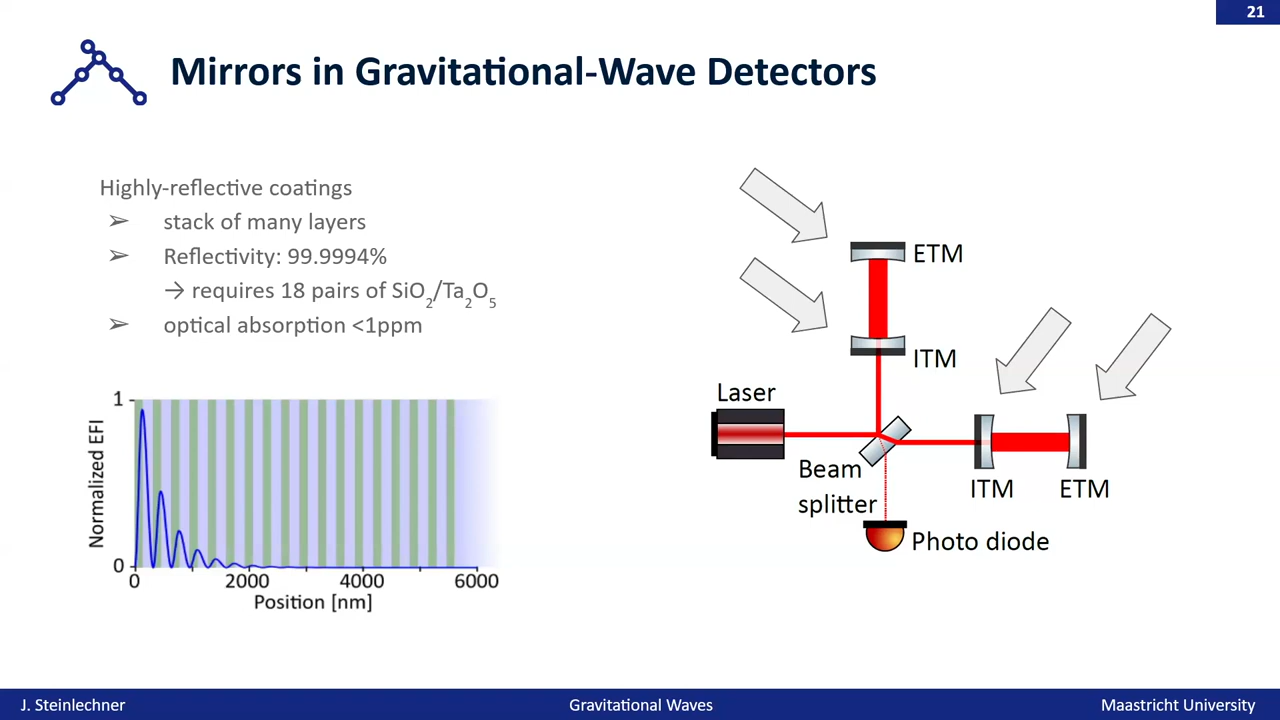 21
Mirrors in Gravitational-Wave Detectors
Highly-reflective coatings
➢ stack of many layers
➢ Reflectivity: 99.9994%
→ requires 18 pairs of SiO₂/Ta₂O₅
➢ optical absorption <1ppm
1
0
Normalized EFI
0 2000 4000 6000
Position [nm]
ETM
ITM
Laser
Beam
splitter
ITM ETM
Photo diode
J. Steinlechner
Gravitational Waves
Maastricht University